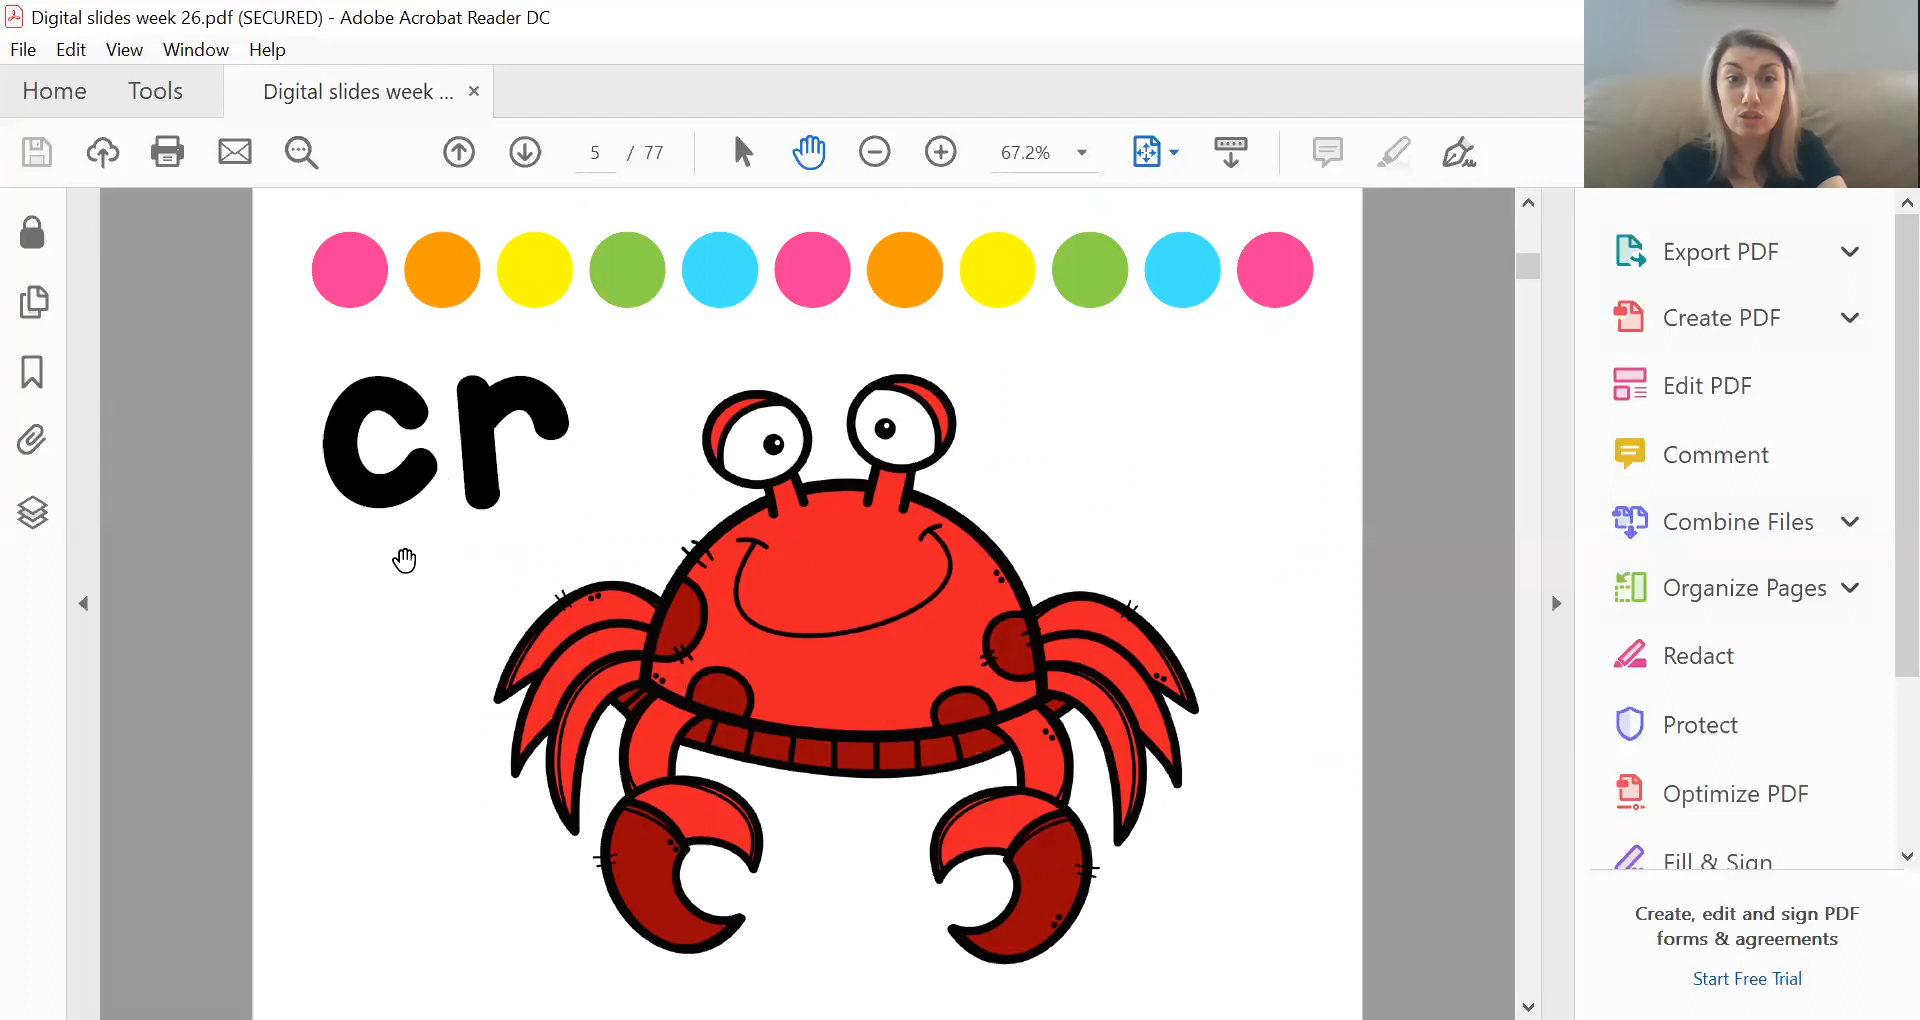 Digital slides week 26.pdf (SECURED) - Adobe Acrobat Reader DC
File Edit View Window Help
Home Tools Digital slides week ... ×
5 / 77 67.2%
cr
Export PDF
Create PDF
Edit PDF
Comment
Combine Files
Organize Pages
Redact
Protect
Optimize PDF
Fill & Sign
Create, edit and sign PDF
forms & agreements
Start Free Trial